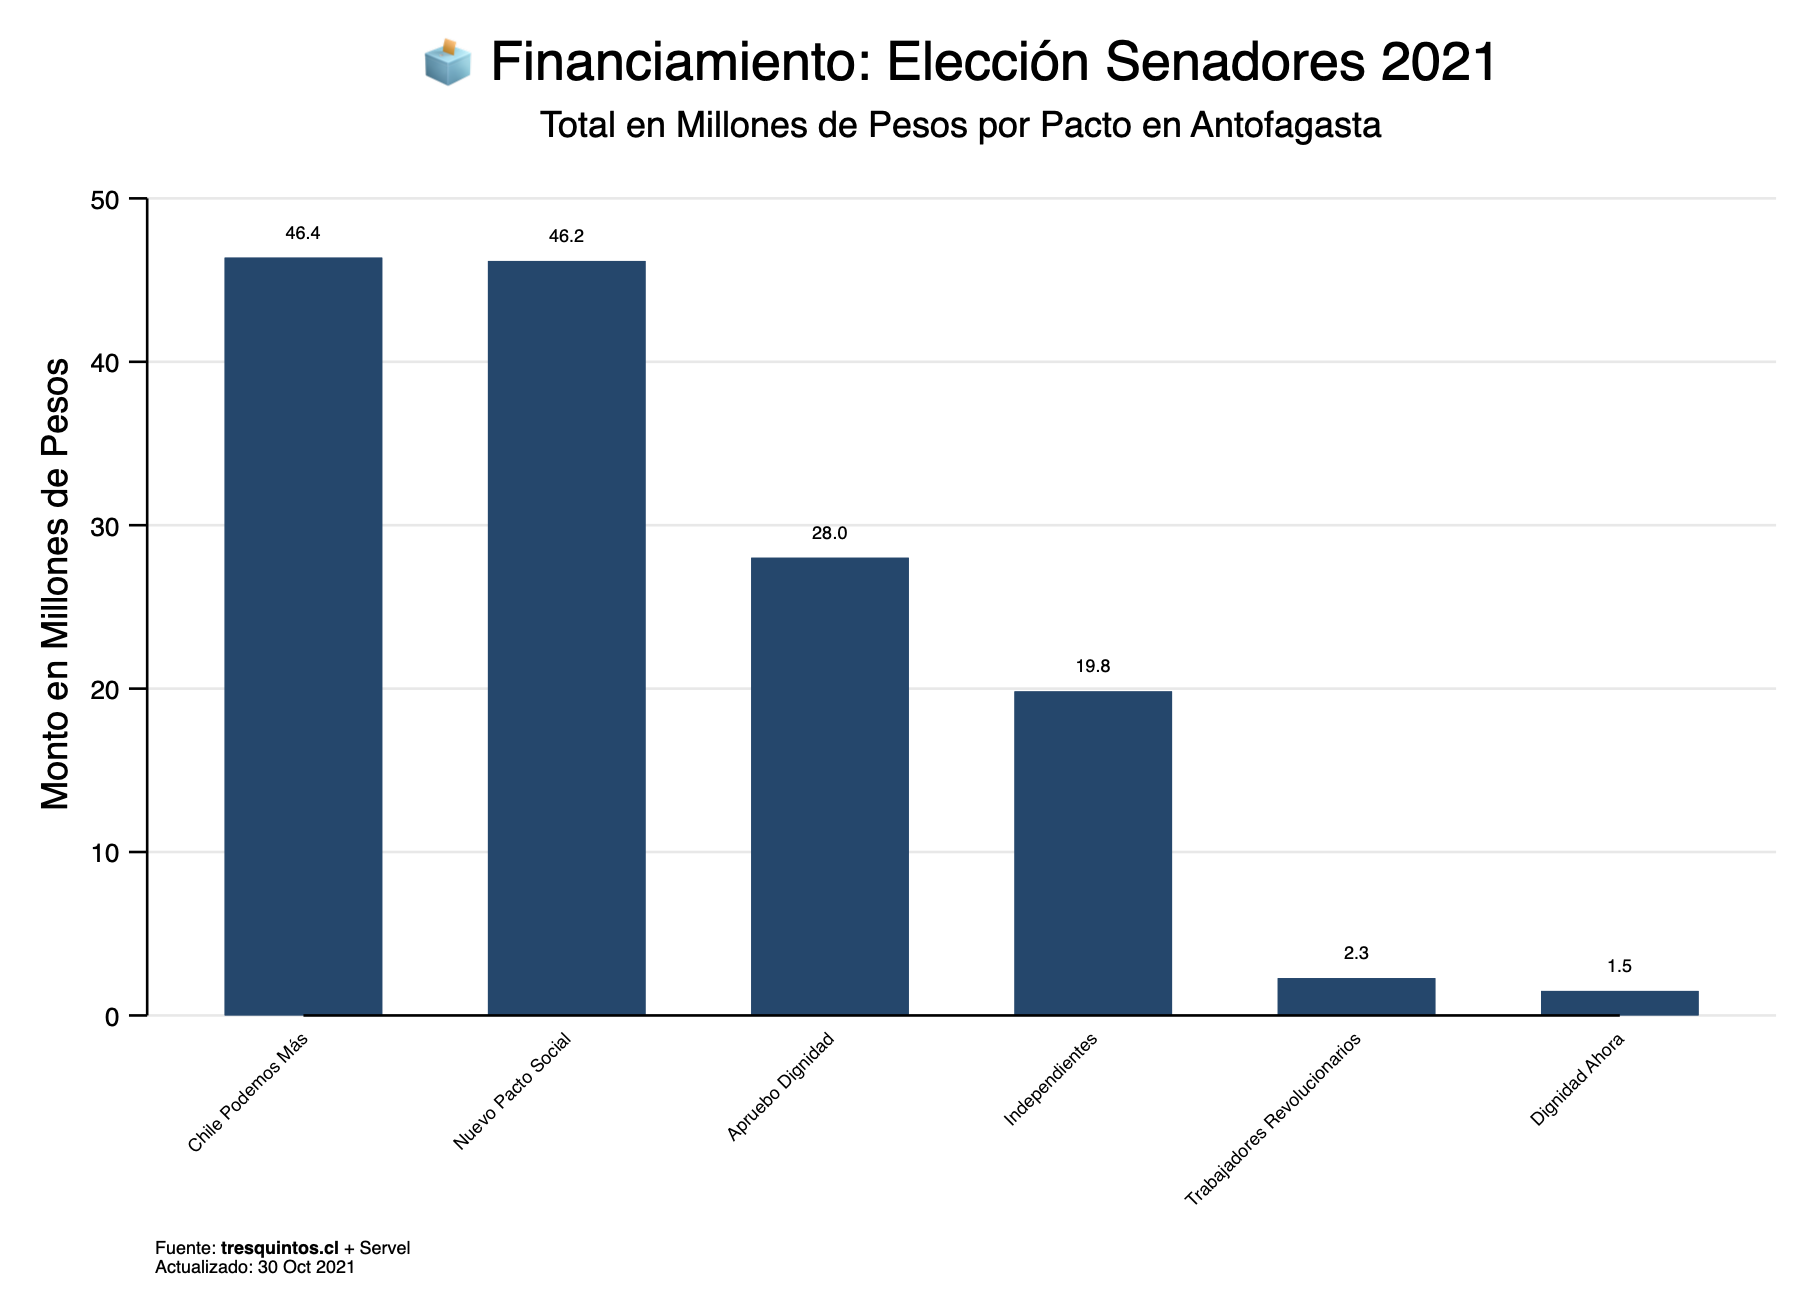 Financiamiento: Elección Senadores 2021
Total en Millones de Pesos por Pacto en Antofagasta
Monto en Millones de Pesos
50
40
30
20
10
0
46.4
46.2
28.0
19.8
2.3
1.5
Chile Podemos Más
Nuevo Pacto Social
Apruebo Dignidad
Independientes
Trabajadores Revolucionarios
Dignidad Ahora
Fuente: tresquintos.cl + Servel
Actualizado: 30 Oct 2021